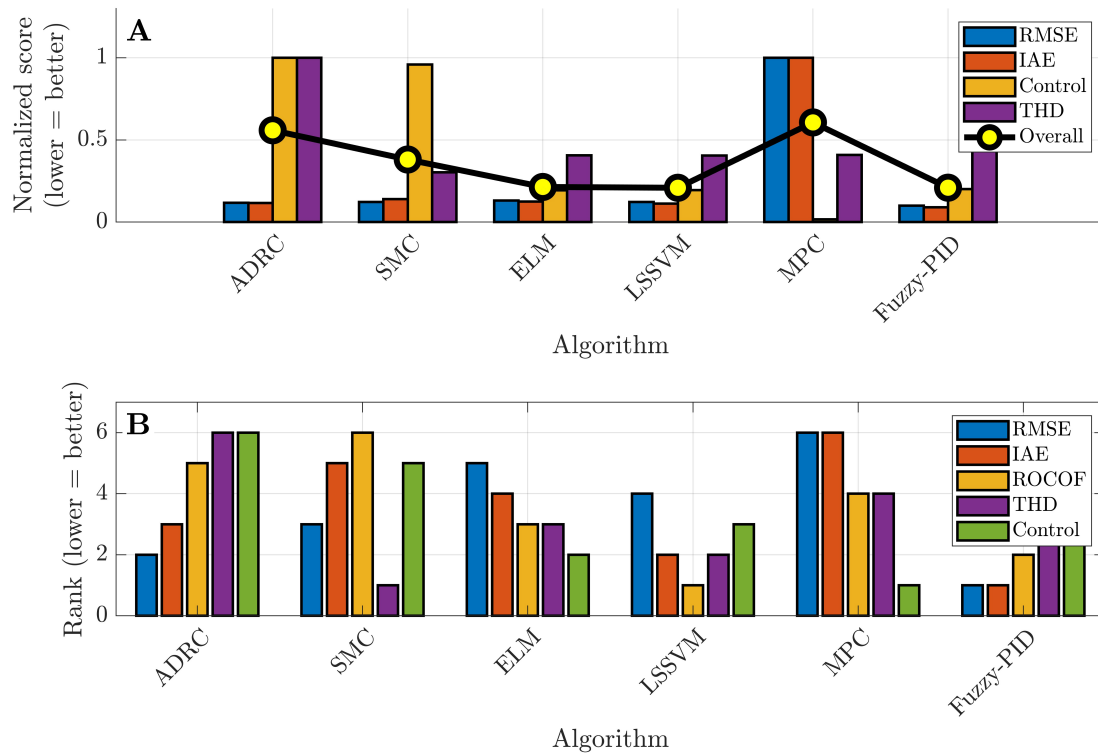 A
Normalized score
(lower = better)
1
0.5
0
RMSE
IAE
Control
THD
Overall
ADRC
SMC
ELM
LSSVM
MPC
Fuzzy-PID
Algorithm
B
Rank (lower = better)
6
4
2
0
RMSE
IAE
ROCOF
THD
Control
ADRC
SMC
ELM
LSSVM
MPC
Fuzzy-PID
Algorithm